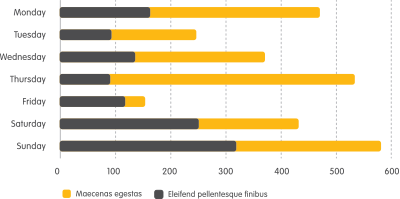 Monday
Tuesday
Wednesday
Thursday
Friday
Saturday
Sunday
0 100 200 300 400 500 600
Maecenas egestas Eleifend pellentesque finibus